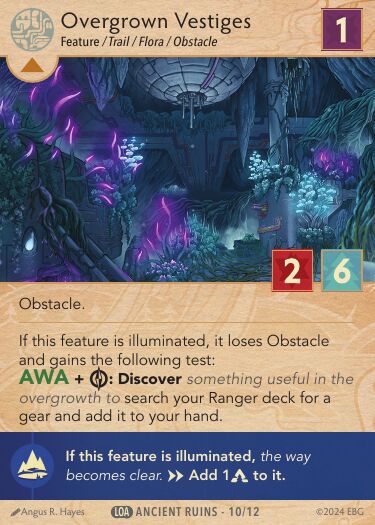 Overgrown Vestiges
Feature / Trail / Flora / Obstacle
1
2
6
Obstacle.
If this feature is illuminated, it loses Obstacle
and gains the following test:
AWA + : Discover something useful in the
overgrowth to search your Ranger deck for a
gear and add it to your hand.
If this feature is illuminated, the way
becomes clear. Add 1 to it.
Angus R. Hayes
LOA ANCIENT RUINS - 10/12
©2024 EBG